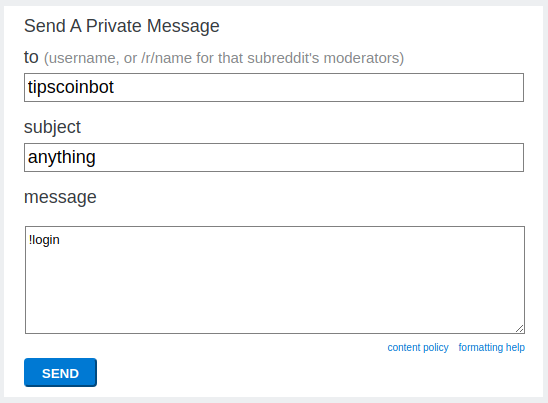 Send A Private Message
to (username, or /r/name for that subreddit's moderators)
tipscoinbot
subject
anything
message
!login
content policy formatting help
SEND